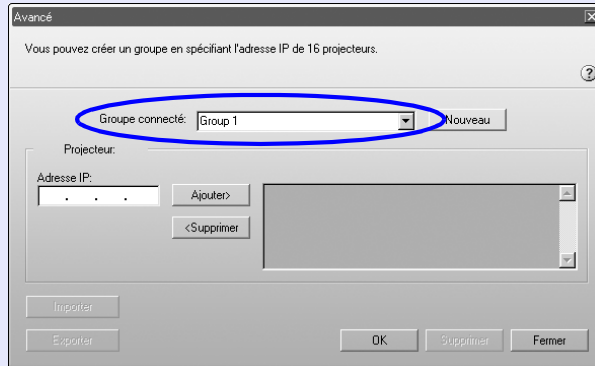 Avancé
Vous pouvez créer un groupe en spécifiant l'adresse IP de 16 projecteurs.
Groupe connecté: Group 1 Nouveau
Projecteur:
Adresse IP:
. . . Ajouter>
<Supprimer
Importer
Exporter OK Supprimer Fermer